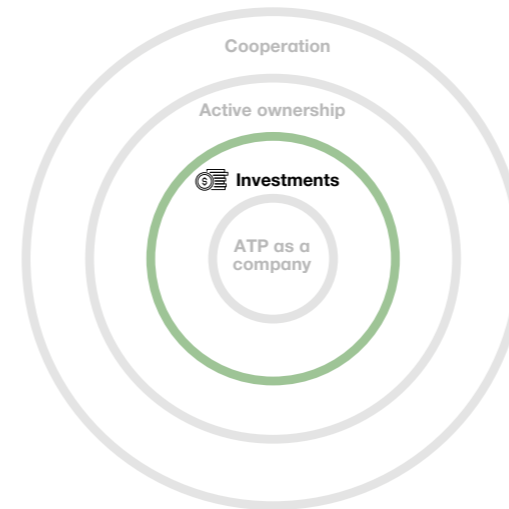 Cooperation
Active ownership
Investments
ATP as a
company